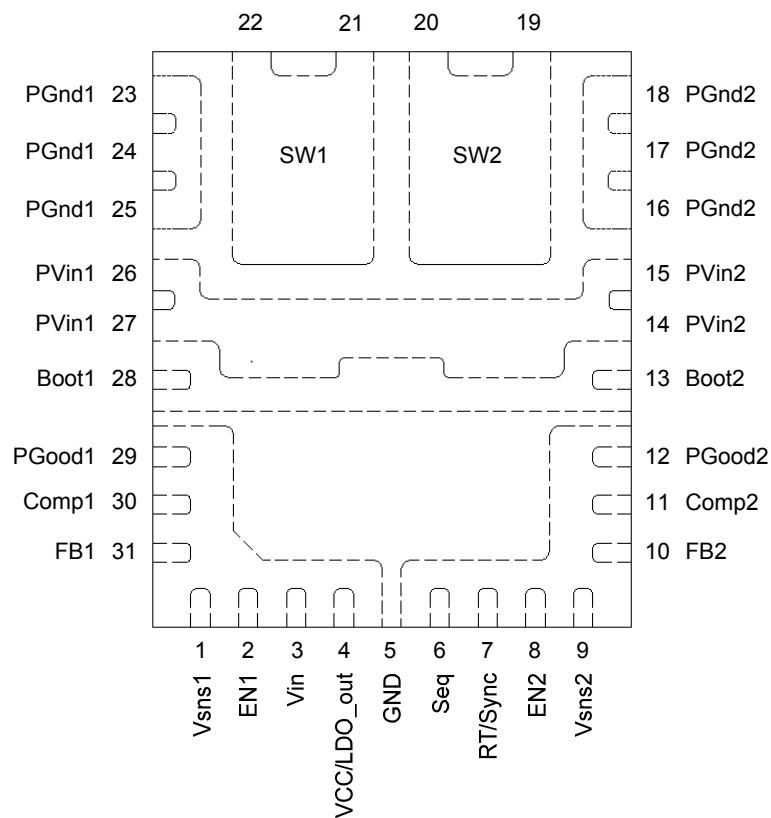 22 21 20 19
PGnd1 23
18 PGnd2
PGnd1 24
SW1
SW2
17 PGnd2
PGnd1 25
16 PGnd2
PVin1 26
15 PVin2
PVin1 27
14 PVin2
Boot1 28
13 Boot2
PGood1 29
12 PGood2
Comp1 30
11 Comp2
FB1 31
10 FB2
1 2 3 4 5 6 7 8 9
Vsns1
EN1
Vin
VCC/LDO_out
GND
Seq
RT/Sync
EN2
Vsns2